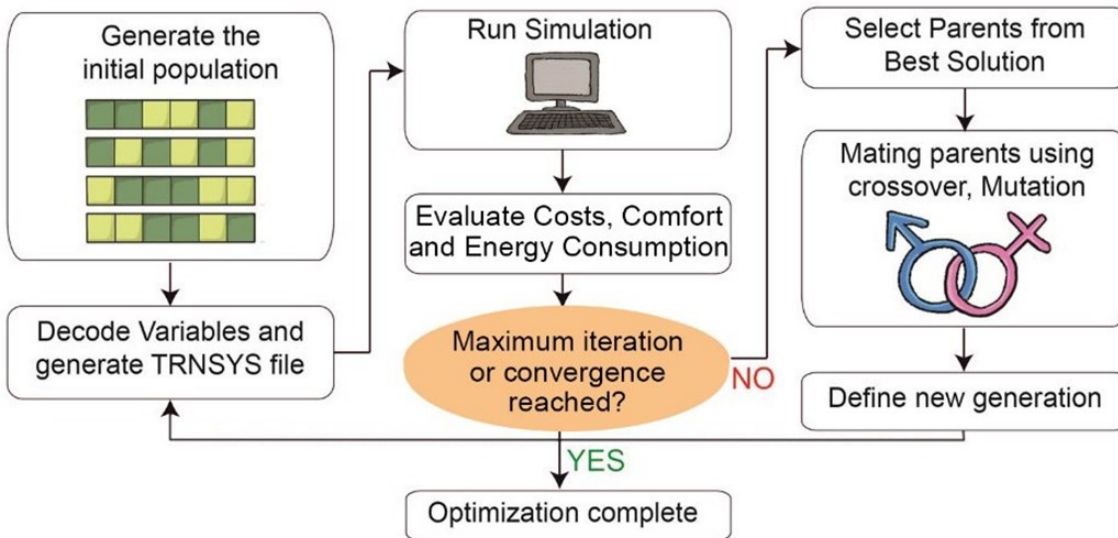 Generate the
initial population
Decode Variables and
generate TRNSYS file
Run Simulation
Evaluate Costs, Comfort
and Energy Consumption
Maximum iteration
or convergence
reached?
NO
YES
Optimization complete
Select Parents from
Best Solution
Mating parents using
crossover, Mutation
Define new generation